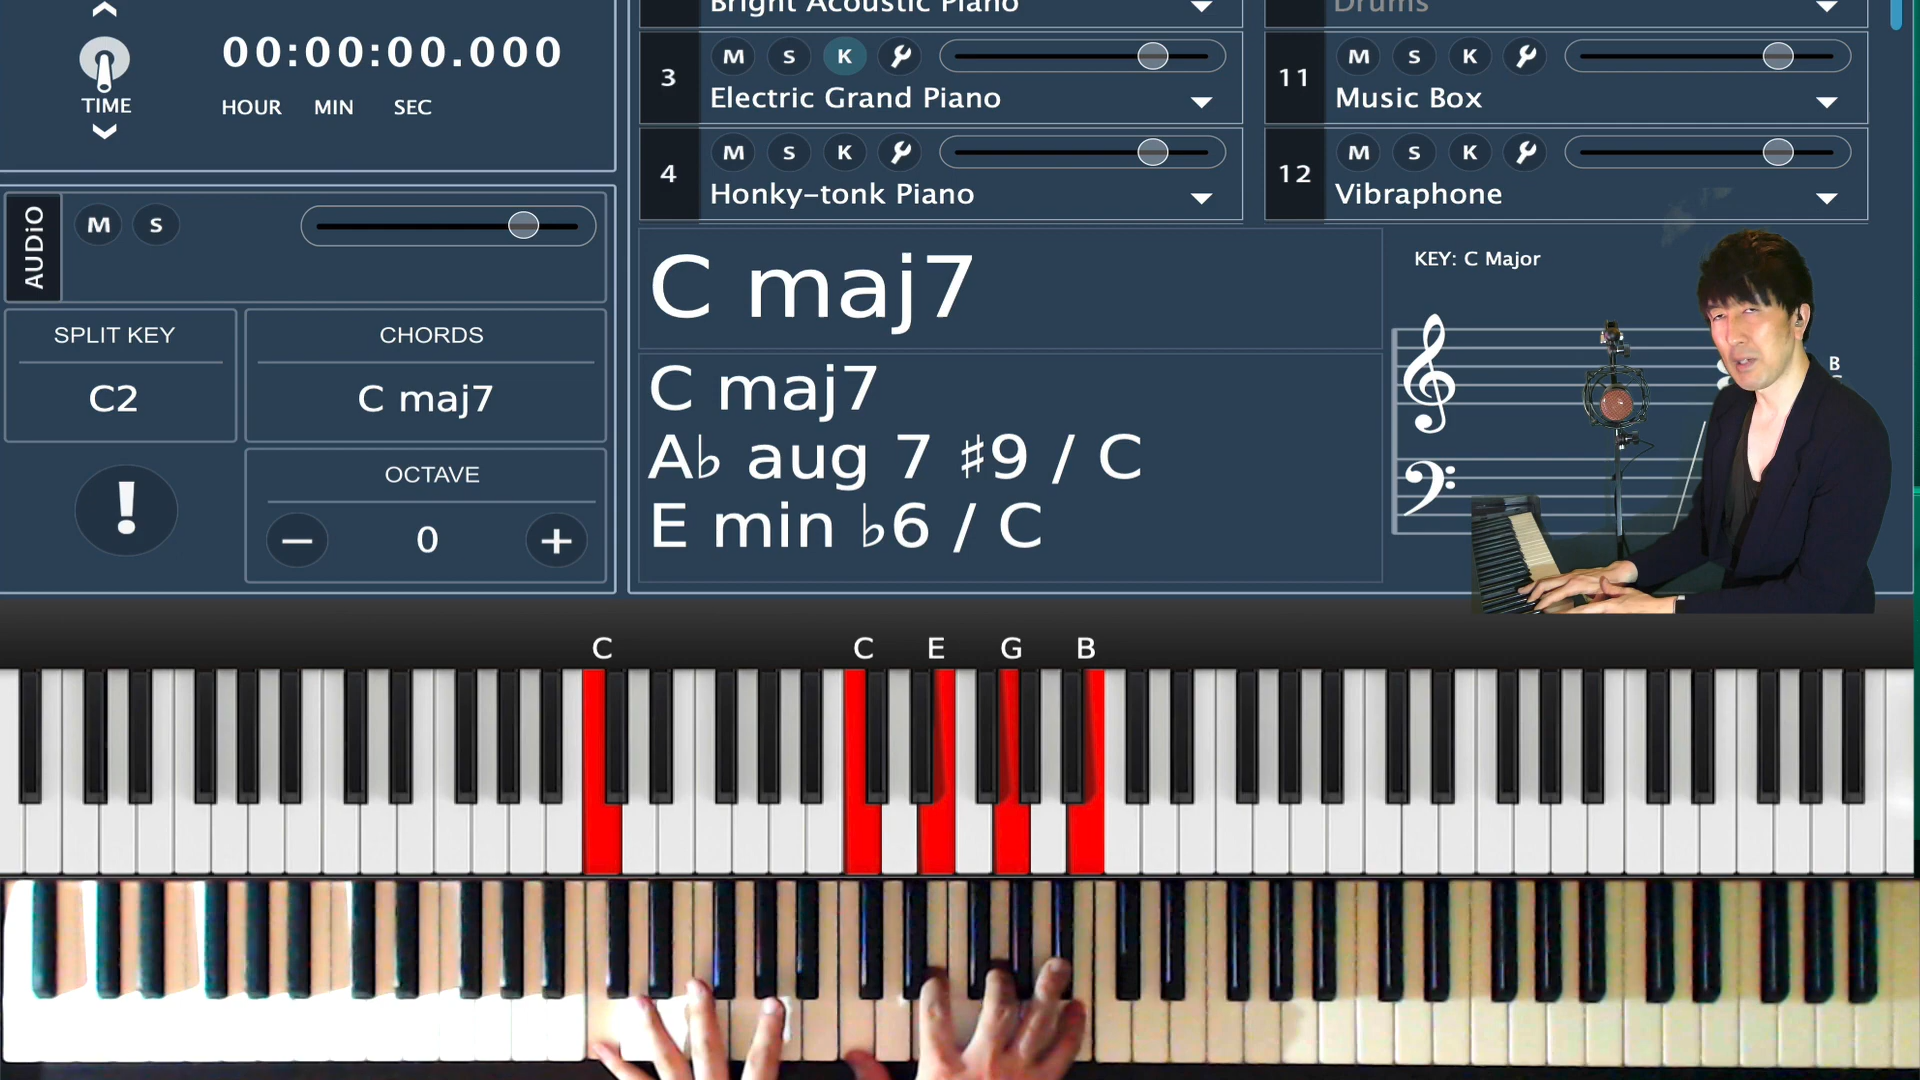 Bright Acoustic Piano
Drums
00:00:00.000
TIME
HOUR MIN SEC
3
M S K
Electric Grand Piano
11
M S K
Music Box
4
M S K
Honky-tonk Piano
12
M S K
Vibraphone
AUDiO
M S
SPLIT KEY
C2
CHORDS
C maj7
!
OCTAVE
− 0 +
C maj7
C maj7
A♭ aug 7 ♯9 / C
E min ♭6 / C
KEY: C Major
B
C C E G B